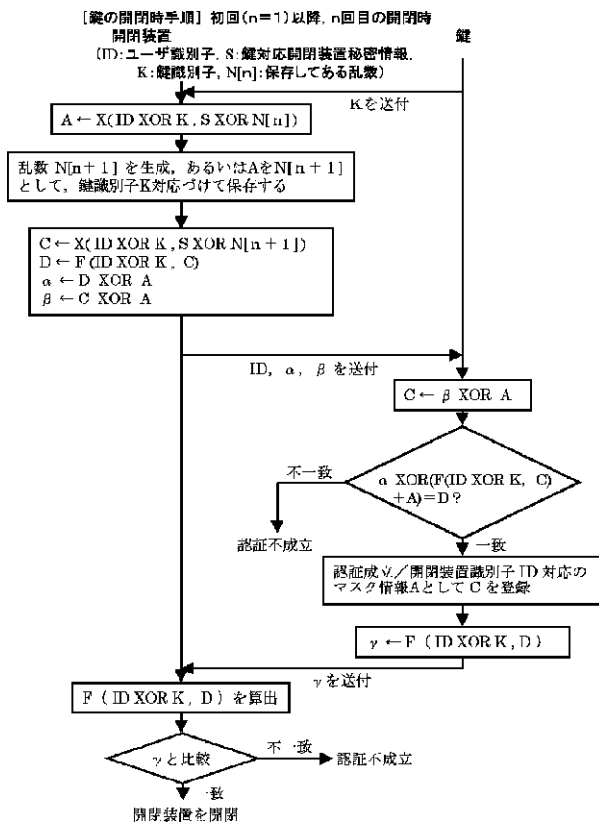 [鍵の開閉時手順] 初回(n=1)以降, n回目の開閉時
開閉装置
鍵
(ID:ユーザ識別子, S:鍵対応開閉装置秘密情報,
K:鍵識別子, N[n]:保存してある乱数)
Kを送付
A ← X(ID XOR K, S XOR N[n])
乱数 N[n+1] を生成, あるいはAをN[n+1]
として, 鍵識別子K対応づけて保存する
C ← X(ID XOR K, S XOR N[n+1])
D ← F(ID XOR K, C)
α ← D XOR A
β ← C XOR A
ID, α, β を送付
C ← β XOR A
不一致
α XOR(F(ID XOR K, C)
+A)=D?
認証不成立
一致
認証成立/開閉装置識別子 ID 対応の
マスク情報A として C を登録
γ ← F (ID XOR K, D)
γ を送付
F (ID XOR K, D) を算出
γ と比較
不一致
認証不成立
一致
開閉装置を開閉